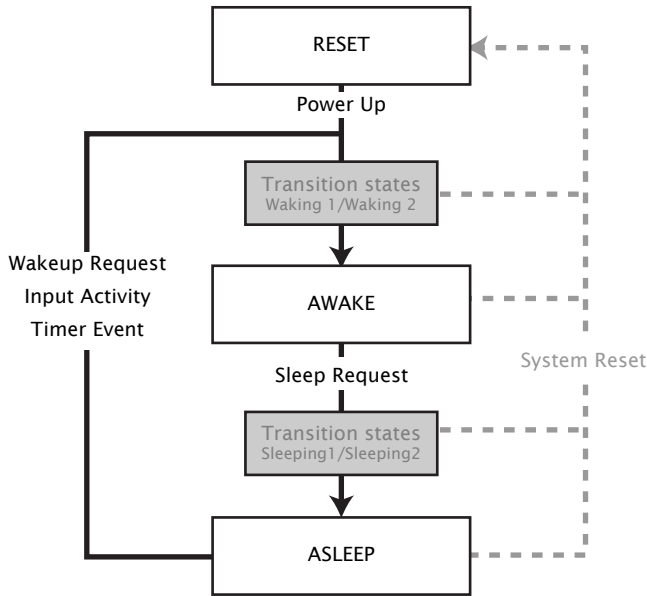 RESET
Power Up
Transition states
Waking 1/Waking 2
Wakeup Request
Input Activity
Timer Event
AWAKE
System Reset
Sleep Request
Transition states
Sleeping1/Sleeping2
ASLEEP